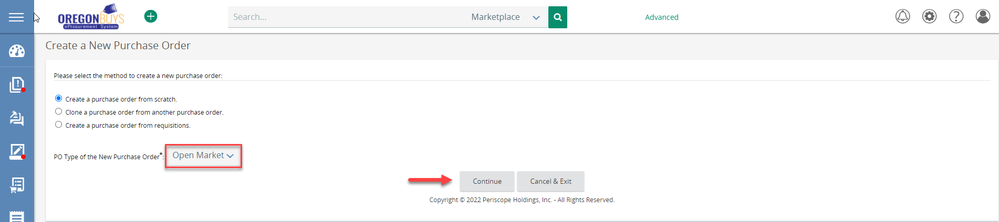 OREGONBUYS
eProcurement System
Search...
Marketplace
Advanced
Create a New Purchase Order
Please select the method to create a new purchase order:
Create a purchase order from scratch.
Clone a purchase order from another purchase order.
Create a purchase order from requisitions.
PO Type of the New Purchase Order*: Open Market
Continue
Cancel & Exit
Copyright © 2022 Periscope Holdings, Inc. - All Rights Reserved.